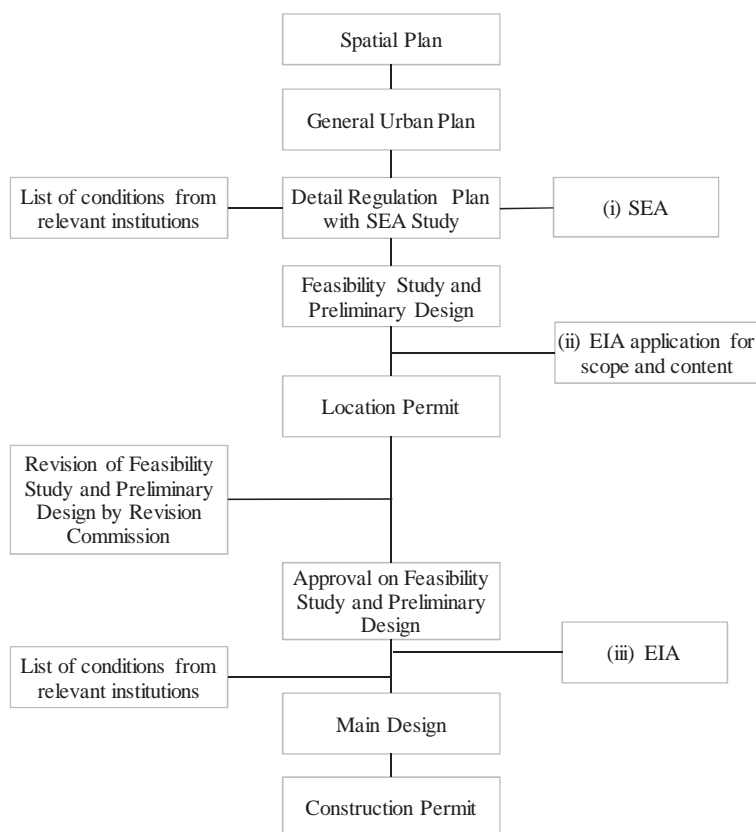 Spatial Plan
General Urban Plan
List of conditions from
relevant institutions
Detail Regulation Plan
with SEA Study
(i) SEA
Feasibility Study and
Preliminary Design
(ii) EIA application for
scope and content
Location Permit
Revision of Feasibility
Study and Preliminary
Design by Revision
Commission
Approval on Feasibility
Study and Preliminary
Design
(iii) EIA
List of conditions from
relevant institutions
Main Design
Construction Permit